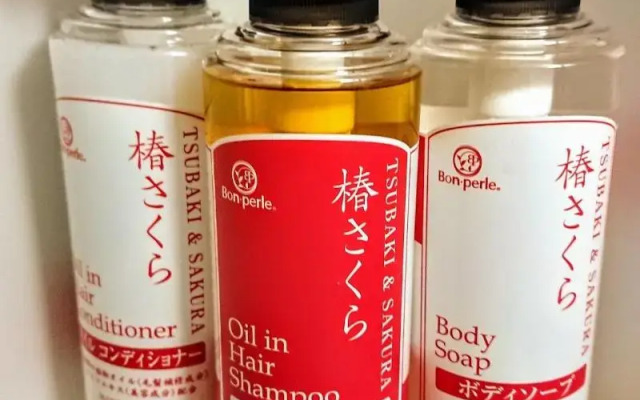 Bon·perle
椿さくら
TSUBAKI & SAKURA
Oil in
Hair
Conditioner
コンディショナー
Bon·perle
椿さくら
TSUBAKI & SAKURA
Oil in
Hair
Shampoo
Bon·perle
椿さくら
TSUBAKI & SAKURA
Body
Soap
ボディソープ